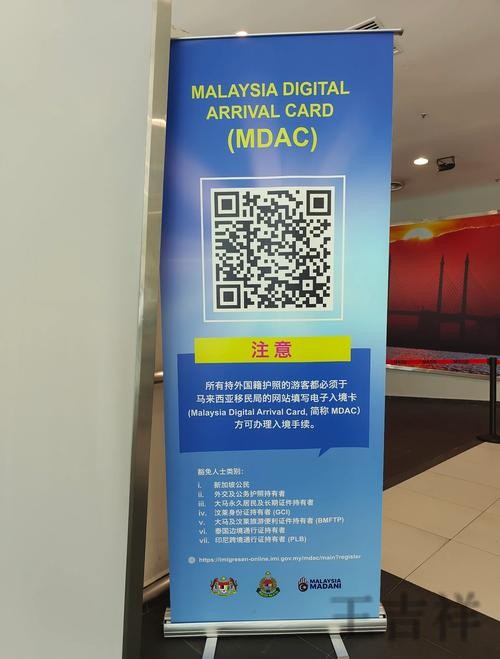 MALAYSIA DIGITAL
ARRIVAL CARD
(MDAC)
注意
所有持外国籍护照的游客都必须于
马来西亚移民局的网站填写电子入境卡
(Malaysia Digital Arrival Card, 简称 MDAC)
方可办理入境手续。
豁免人士类别：
i. 新加坡公民
ii. 外交及公务护照持有者
iii. 大马永久居民及长期证件持有者
iv. 汶莱身份证持有者 (GCI)
v. 大马及汶莱旅游便利证件持有者 (BMFTP)
vi. 泰国边境通行证持有者
vii. 印尼跨境通行证持有者 (PLB)
https://imigresen-online.imi.gov.my/mdac/main?register
MALAYSIA
MADANI
王吉祥